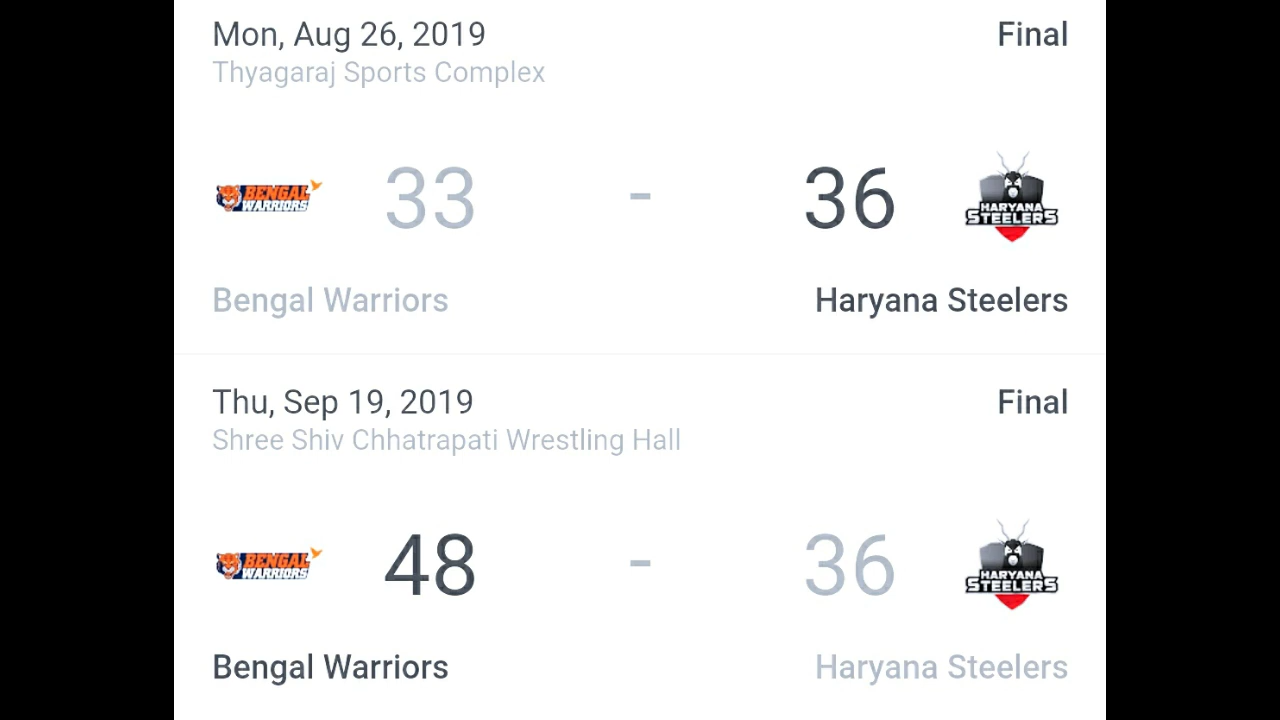 Mon, Aug 26, 2019 Final
Thyagaraj Sports Complex
BENGAL WARRIORS 33 - 36 HARYANA STEELERS
Bengal Warriors Haryana Steelers
Thu, Sep 19, 2019 Final
Shree Shiv Chhatrapati Wrestling Hall
BENGAL WARRIORS 48 - 36 HARYANA STEELERS
Bengal Warriors Haryana Steelers